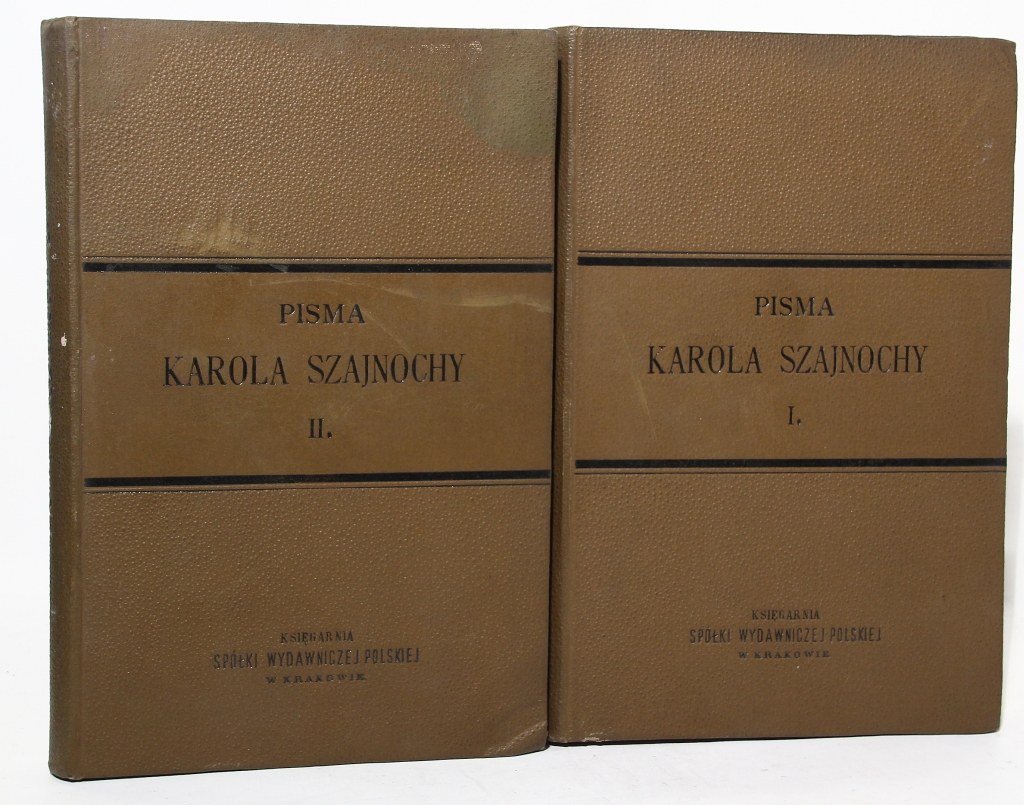 PISMA
KAROLA SZAJNOCHY
II.
KSIĘGARNIA
SPÓŁKI WYDAWNICZEJ POLSKIEJ
W KRAKOWIE
PISMA
KAROLA SZAJNOCHY
I.
KSIĘGARNIA
SPÓŁKI WYDAWNICZEJ POLSKIEJ
W KRAKOWIE